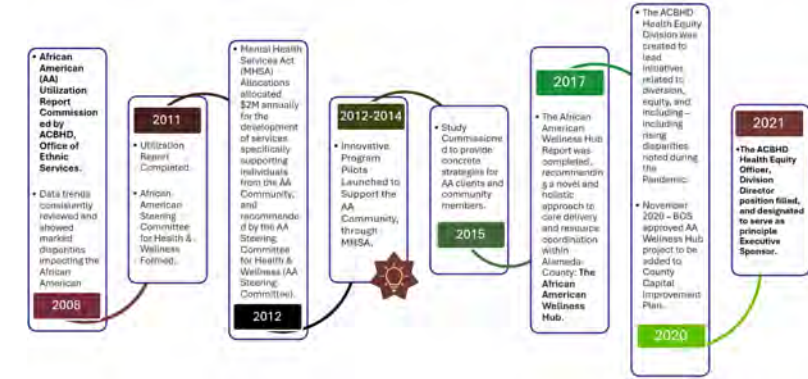 • African
American
(AA)
Utilization
Report
Commission
ed by
ACBHD,
Office of
Ethnic
Services.
• Data trends
consistently
reviewed and
showed
marked
disparities
impacting the
African
American
2008
2011
• Utilization
Report
Completed.
• African-
American
Steering
Committee
for Health &
Wellness
Formed.
• Mental Health
Services Act
(MHSA)
Allocations
allocated
$2M annually
for the
development
of services
specifically
supporting
individuals
from the AA
Community,
and
recommende
d by the AA
Steering
Committee
for Health &
Wellness (AA
Steering
Committee).
2012
2012-2014
• Innovative
Program
Pilots
Launched to
Support the
AA
Community,
through
MHSA.
• Study
Commissione
d to provide
concrete
strategies for
AA clients and
community
members.
2015
2017
• The African
American
Wellness Hub
Report was
completed,
recommendin
g a novel and
holistic
approach to
care delivery
and resource
coordination
within
Alameda
County: The
African
American
Wellness
Hub.
• The ACBHD
Health Equity
Division was
created to
lead
initiatives
related to
diversion,
equity, and
including –
including
rising
disparities
noted during
the
Pandemic.
• November
2020 – BOS
approved AA
Wellness Hub
project to be
added to
County
Capital
Improvement
Plan.
2020
2021
•The ACBHD
Health Equity
Officer,
Division
Director
position filled,
and designated
to serve as
principle
Executive
Sponsor.